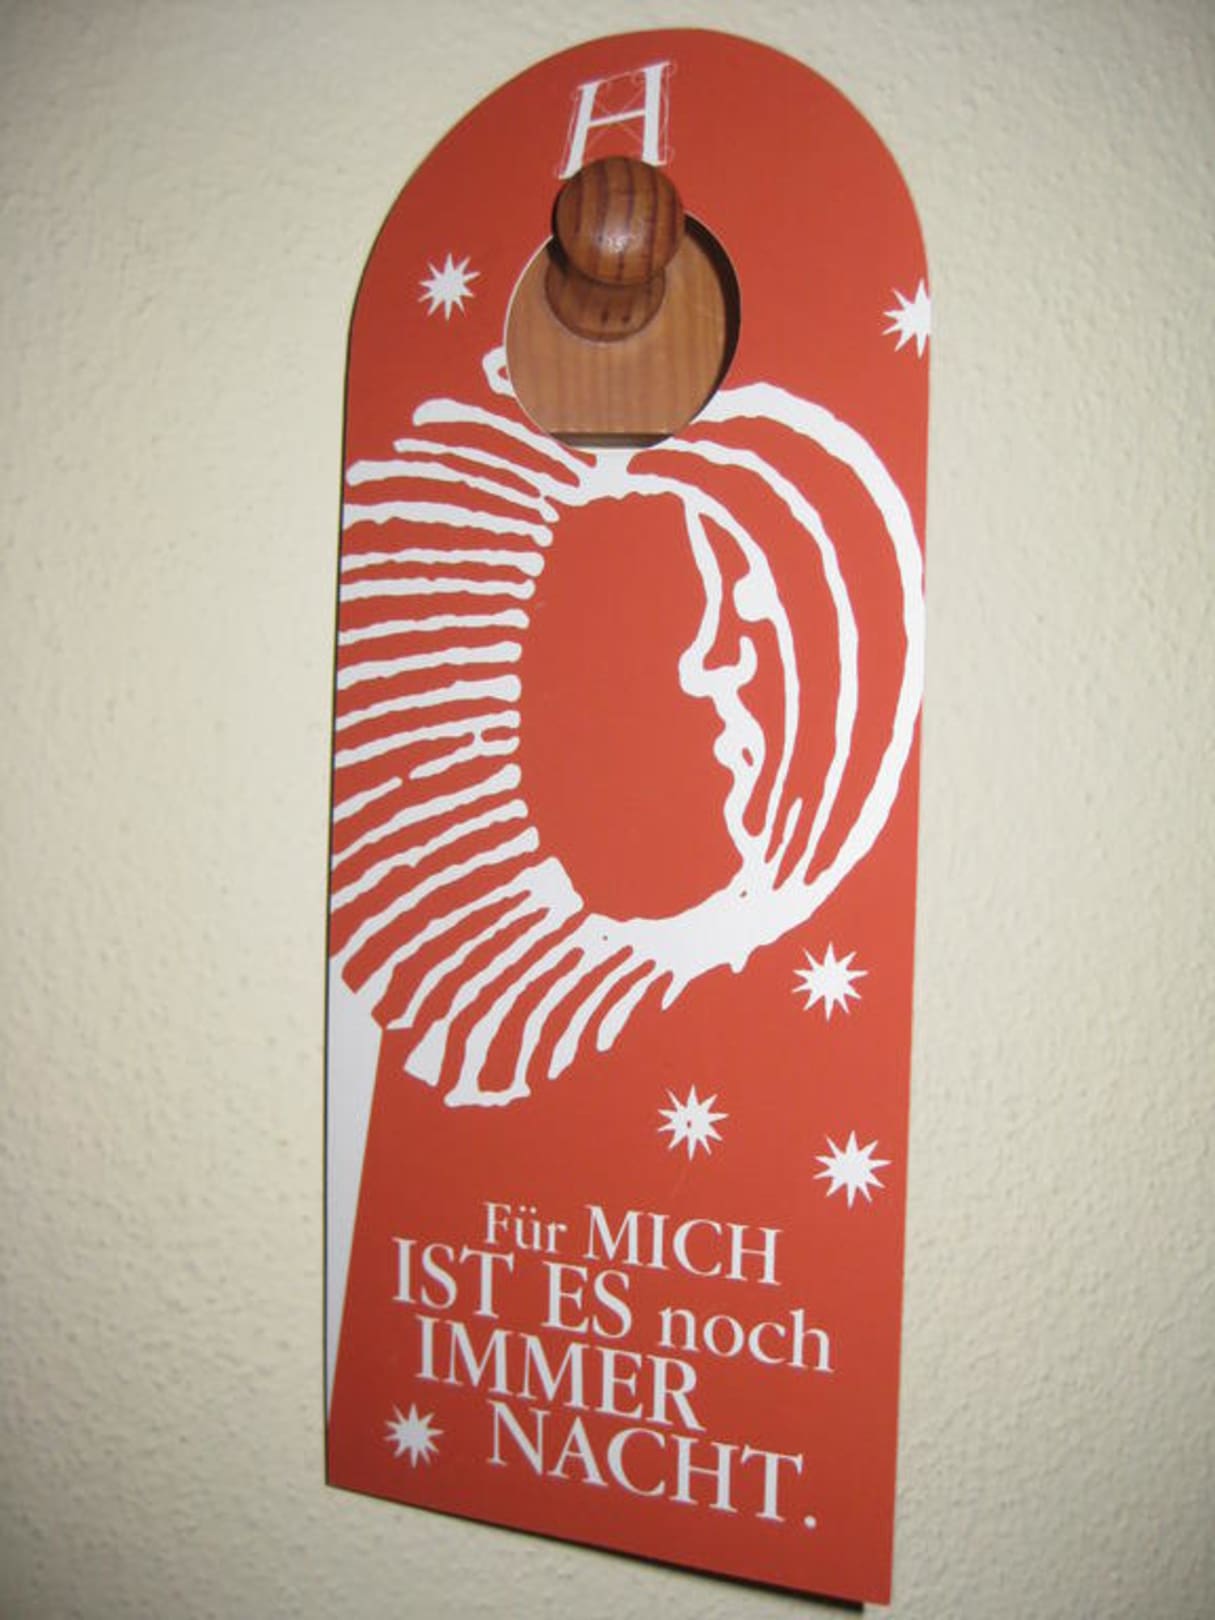 H
Für MICH
IST ES noch
IMMER
NACHT.